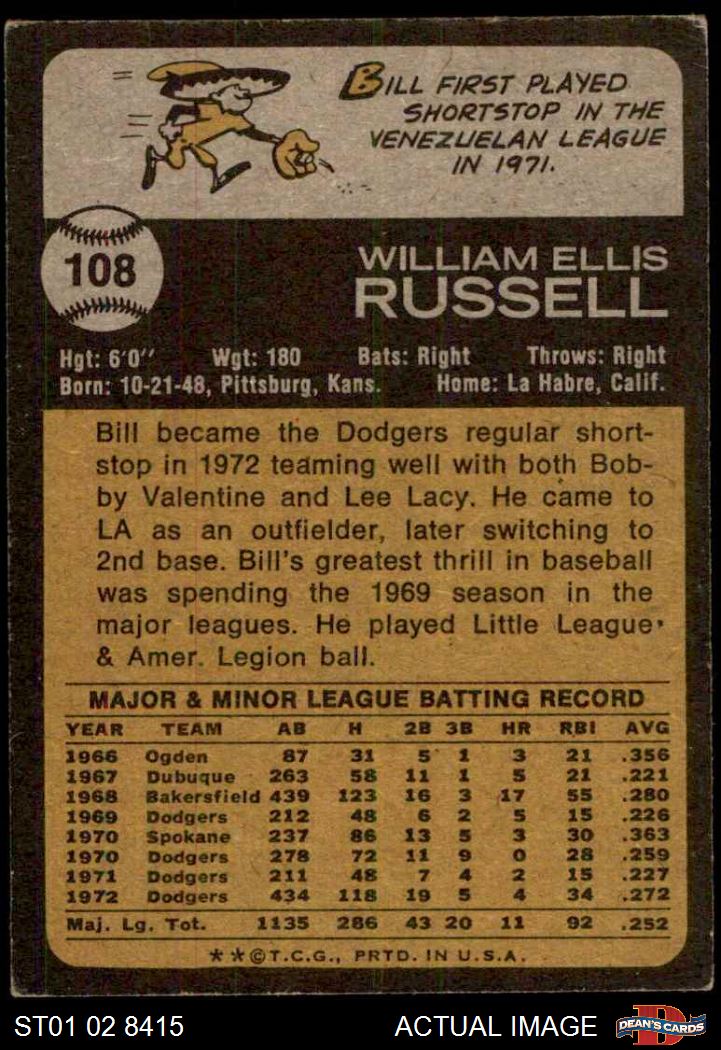 BILL FIRST PLAYED
SHORTSTOP IN THE
VENEZUELAN LEAGUE
IN 1971.
108
WILLIAM ELLIS
RUSSELL
Hgt: 6'0" Wgt: 180 Bats: Right Throws: Right
Born: 10-21-48, Pittsburg, Kans. Home: La Habre, Calif.
Bill became the Dodgers regular short-
stop in 1972 teaming well with both Bob-
by Valentine and Lee Lacy. He came to
LA as an outfielder, later switching to
2nd base. Bill's greatest thrill in baseball
was spending the 1969 season in the
major leagues. He played Little League
& Amer. Legion ball.
MAJOR & MINOR LEAGUE BATTING RECORD
YEAR TEAM AB H 2B 3B HR RBI AVG
1966 Ogden 87 31 5 1 3 21 .356
1967 Dubuque 263 58 11 1 5 21 .221
1968 Bakersfield 439 123 16 3 17 55 .280
1969 Dodgers 212 48 6 2 5 15 .226
1970 Spokane 237 86 13 5 3 30 .363
1970 Dodgers 278 72 11 9 0 28 .259
1971 Dodgers 211 48 7 4 2 15 .227
1972 Dodgers 434 118 19 5 4 34 .272
Maj. Lg. Tot. 1135 286 43 20 11 92 .252
**©T.C.G., PRTD. IN U.S.A.
ST01 02 8415 ACTUAL IMAGE D DEAN'S CARDS